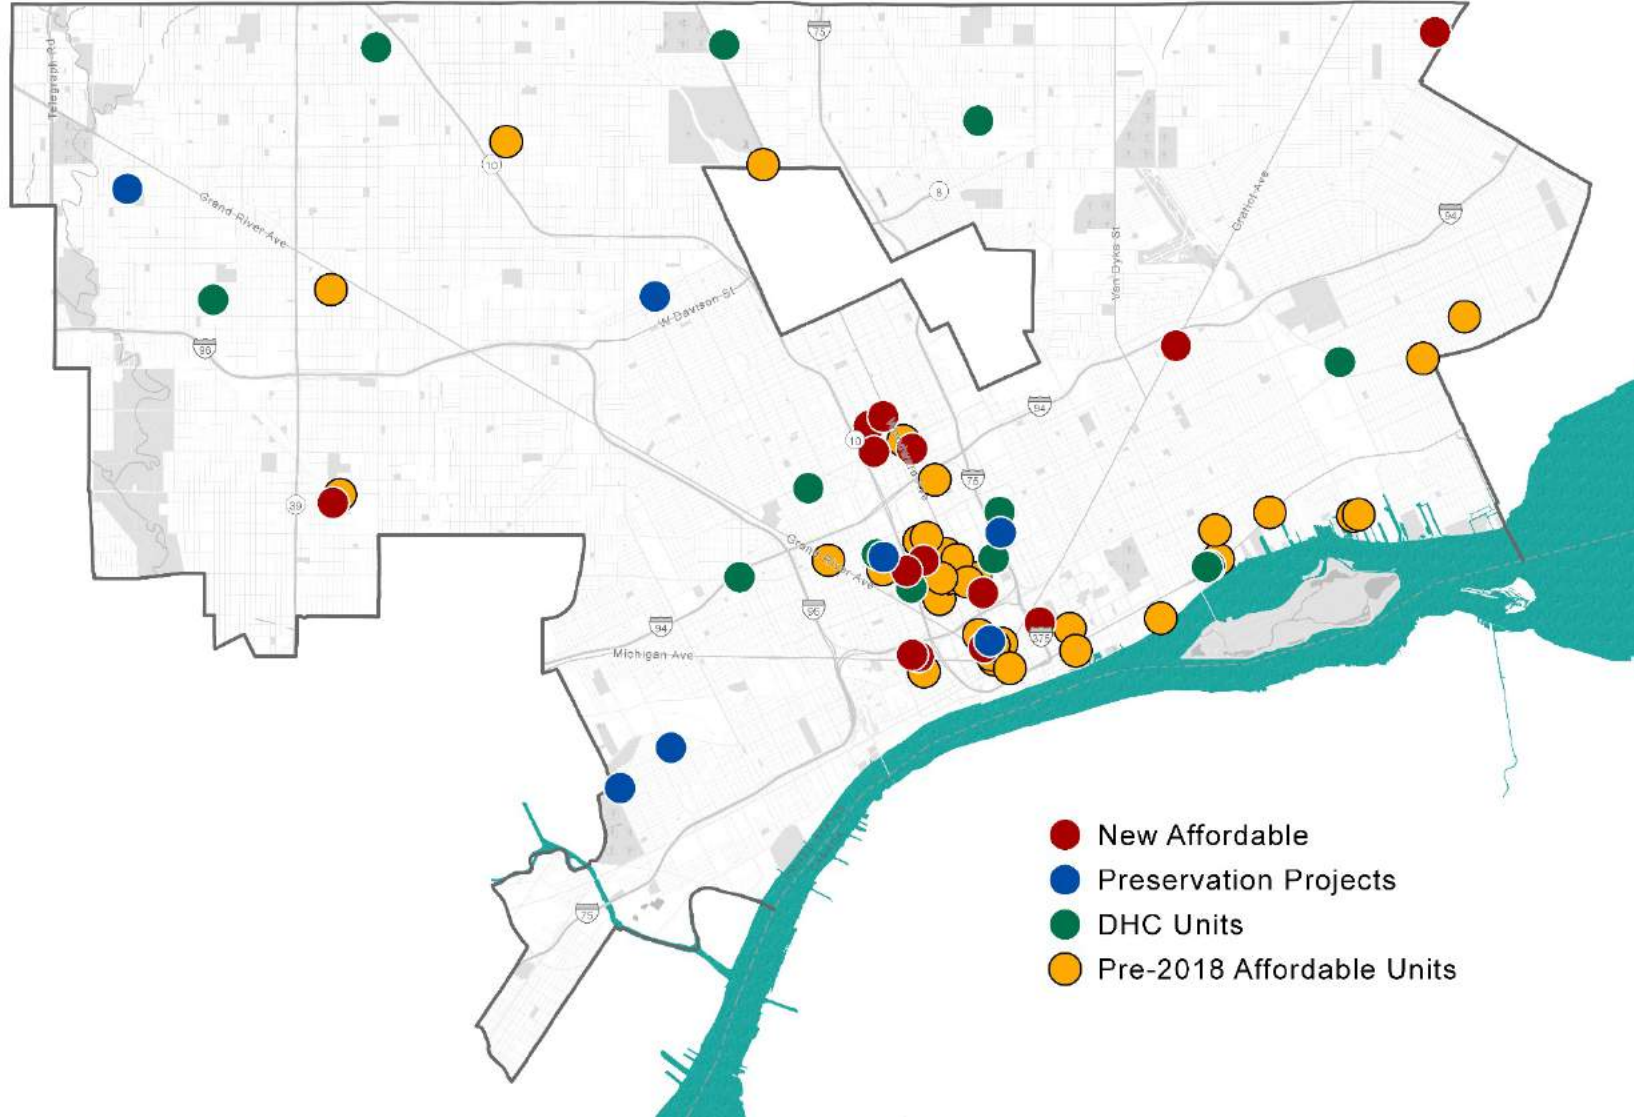 75
Telegraph Rd
10
8
Grand River Ave
94
Gratiot Ave
Van Dyke St
W Davison St
96
94
10
75
39
Grand River Ave
95
94
375
Michigan Ave
75
New Affordable
Preservation Projects
DHC Units
Pre-2018 Affordable Units